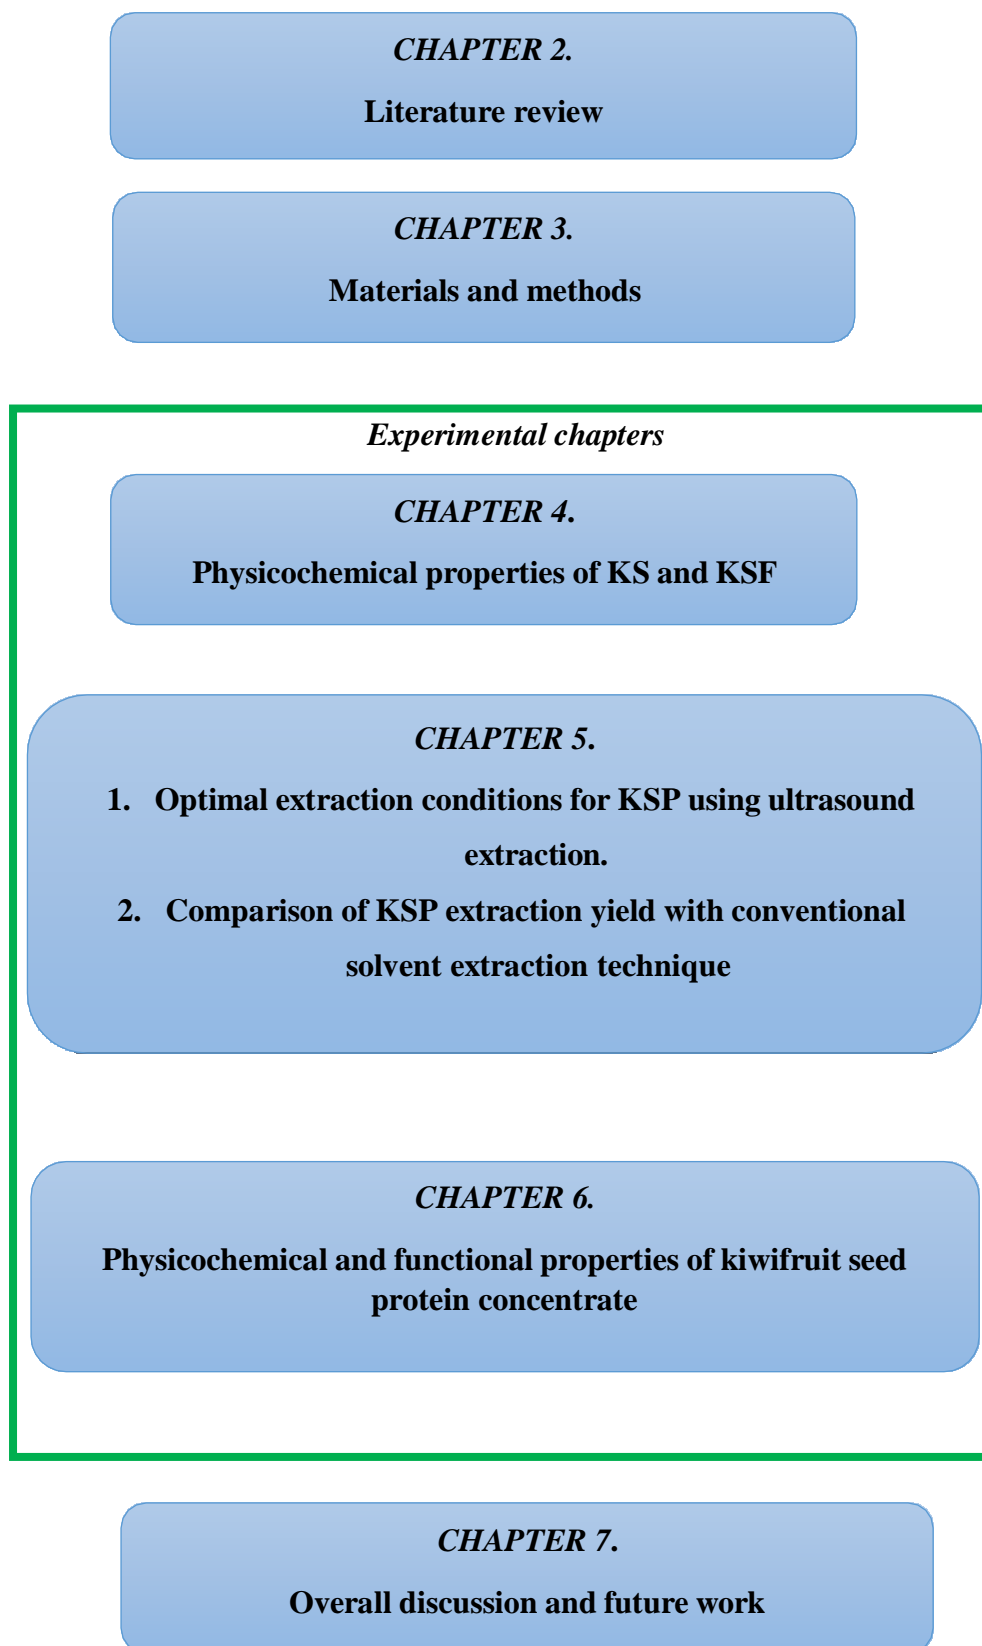 CHAPTER 2.
Literature review
CHAPTER 3.
Materials and methods
Experimental chapters
CHAPTER 4.
Physicochemical properties of KS and KSF
CHAPTER 5.
1. Optimal extraction conditions for KSP using ultrasound
extraction.
2. Comparison of KSP extraction yield with conventional
solvent extraction technique
CHAPTER 6.
Physicochemical and functional properties of kiwifruit seed
protein concentrate
CHAPTER 7.
Overall discussion and future work